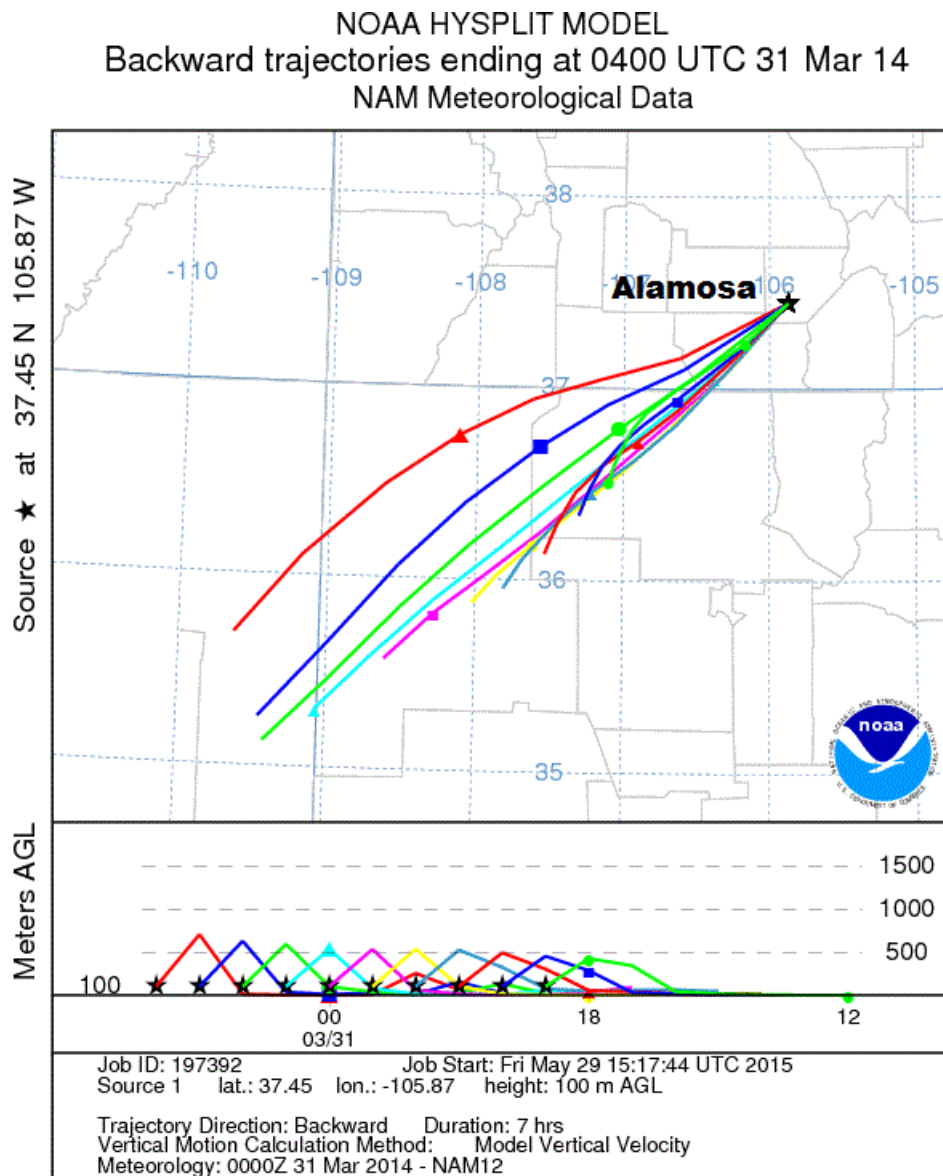 NOAA HYSPLIT MODEL
Backward trajectories ending at 0400 UTC 31 Mar 14
NAM Meteorological Data
Source ★ at 37.45 N 105.87 W
38
-110
-109
-108
-107
-106
-105
Alamosa
37
36
35
noaa
Meters AGL
1500
1000
500
100
00
18
12
03/31
Job ID: 197392 Job Start: Fri May 29 15:17:44 UTC 2015
Source 1 lat.: 37.45 lon.: -105.87 height: 100 m AGL
Trajectory Direction: Backward Duration: 7 hrs
Vertical Motion Calculation Method: Model Vertical Velocity
Meteorology: 0000Z 31 Mar 2014 - NAM12